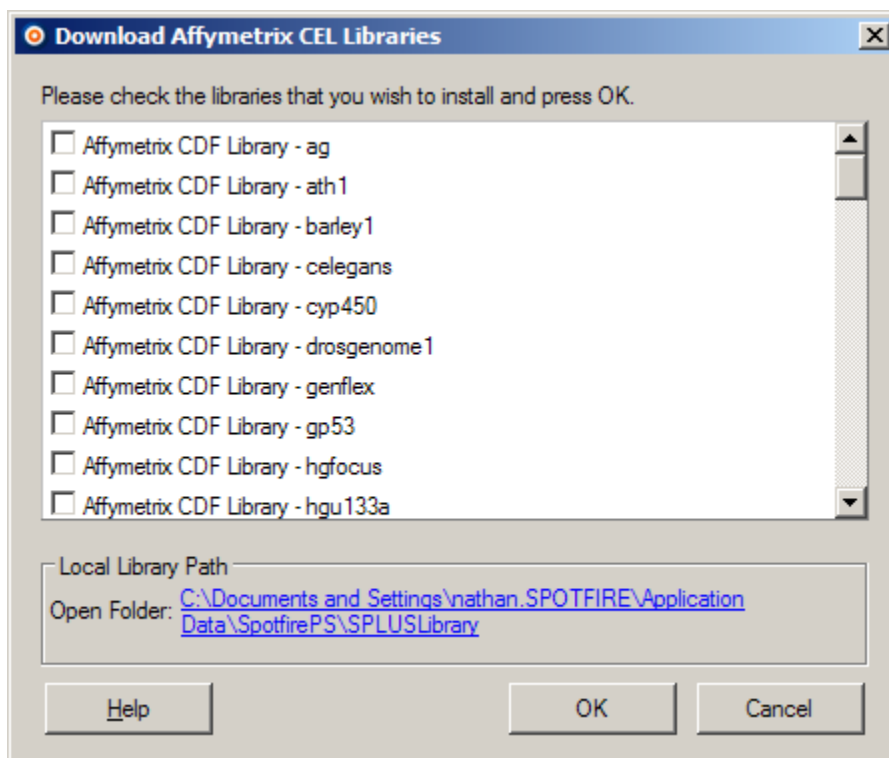 Download Affymetrix CEL Libraries
Please check the libraries that you wish to install and press OK.
Affymetrix CDF Library - ag
Affymetrix CDF Library - ath1
Affymetrix CDF Library - barley1
Affymetrix CDF Library - celegans
Affymetrix CDF Library - cyp450
Affymetrix CDF Library - drosgenome1
Affymetrix CDF Library - genflex
Affymetrix CDF Library - gp53
Affymetrix CDF Library - hgfocus
Affymetrix CDF Library - hgu133a
Local Library Path
Open Folder: C:\Documents and Settings\nathan.SPOTFIRE\Application
Data\SpotfirePS\SPLUSLibrary
Help OK Cancel